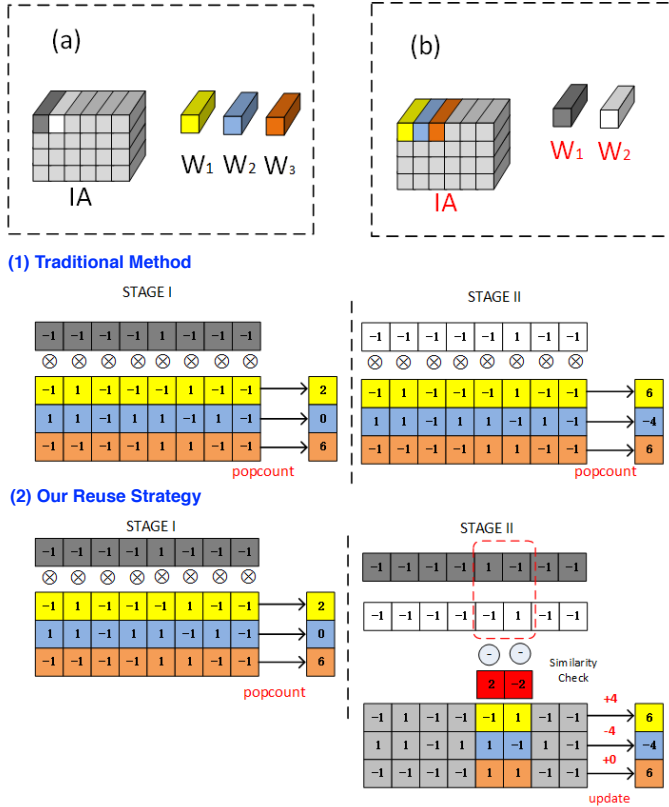 (a)
(b)
W1 W2 W3
IA
W1 W2
IA
(1) Traditional Method
STAGE I
-1 -1 -1 -1 1 -1 -1 -1
-1 1 -1 -1 -1 1 -1 -1 2
1 1 -1 1 1 -1 1 -1 0
-1 -1 -1 -1 1 1 -1 -1 6
popcount
STAGE II
-1 -1 -1 -1 -1 1 -1 -1
-1 1 -1 -1 -1 1 -1 -1 6
1 1 -1 1 1 -1 1 -1 -4
-1 -1 -1 -1 1 1 -1 -1 6
popcount
(2) Our Reuse Strategy
STAGE I
-1 -1 -1 -1 1 -1 -1 -1
-1 1 -1 -1 -1 1 -1 -1 2
1 1 -1 1 1 -1 1 -1 0
-1 -1 -1 -1 1 1 -1 -1 6
popcount
STAGE II
-1 -1 -1 -1 1 -1 -1 -1
-1 -1 -1 -1 -1 1 -1 -1
- -
Similarity
Check
2 -2
+4
-1 1 -1 -1 -1 1 -1 -1 6
-4
1 1 -1 1 1 -1 1 -1 -4
+0
-1 -1 -1 -1 1 1 -1 -1 6
update